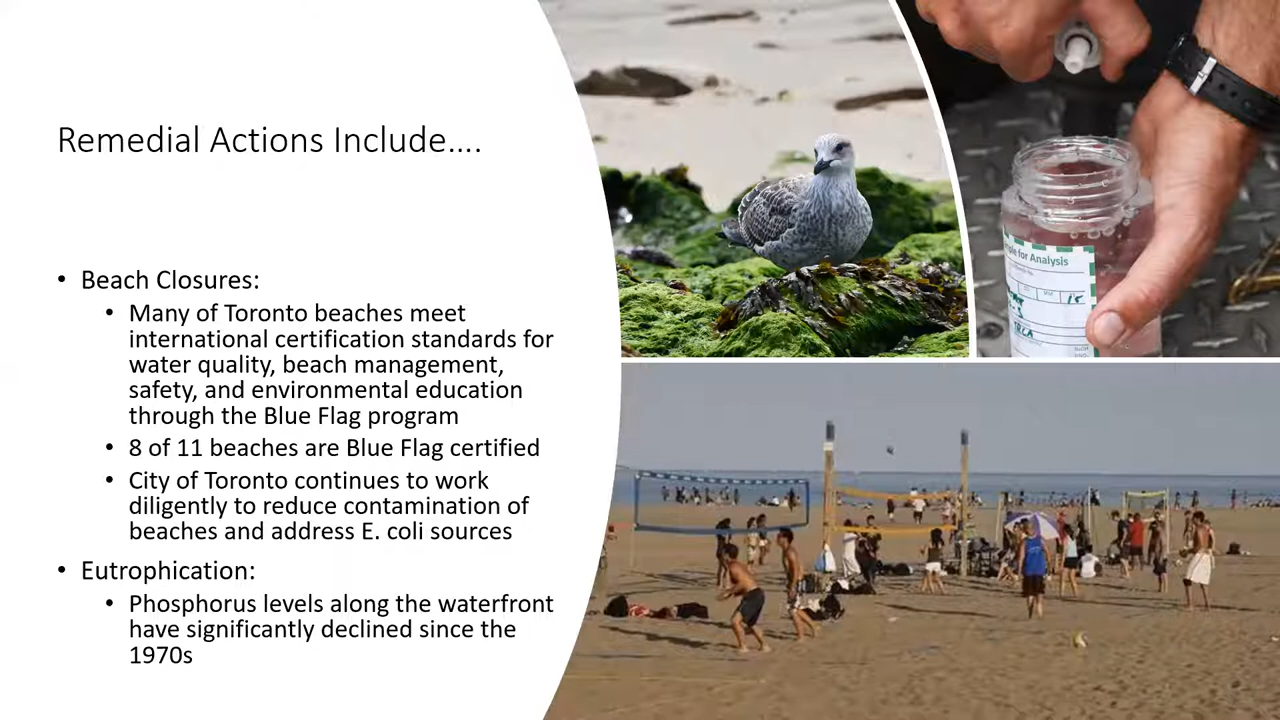 Remedial Actions Include....
• Beach Closures:
• Many of Toronto beaches meet
international certification standards for
water quality, beach management,
safety, and environmental education
through the Blue Flag program
• 8 of 11 beaches are Blue Flag certified
• City of Toronto continues to work
diligently to reduce contamination of
beaches and address E. coli sources
• Eutrophication:
• Phosphorus levels along the waterfront
have significantly declined since the
1970s
for Analysis
TRCA